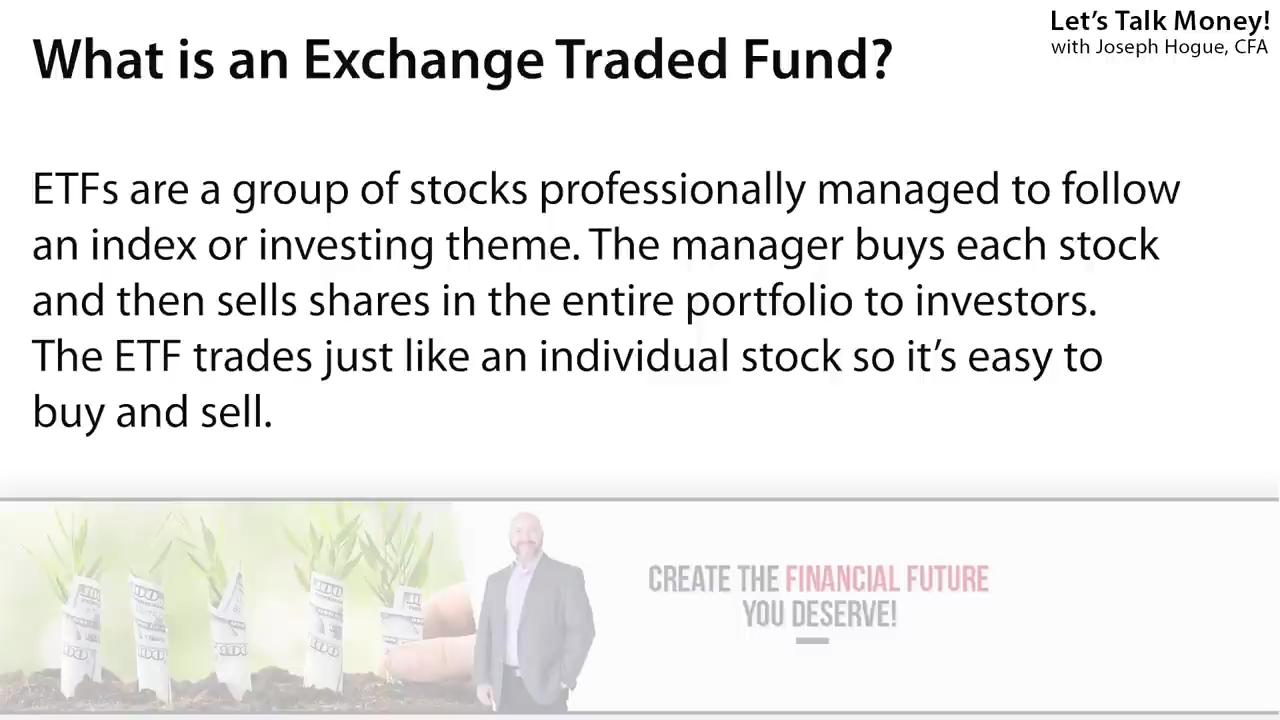 Let's Talk Money!
with Joseph Hogue, CFA
What is an Exchange Traded Fund?
ETFs are a group of stocks professionally managed to follow
an index or investing theme. The manager buys each stock
and then sells shares in the entire portfolio to investors.
The ETF trades just like an individual stock so it's easy to
buy and sell.
CREATE THE FINANCIAL FUTURE
YOU DESERVE!